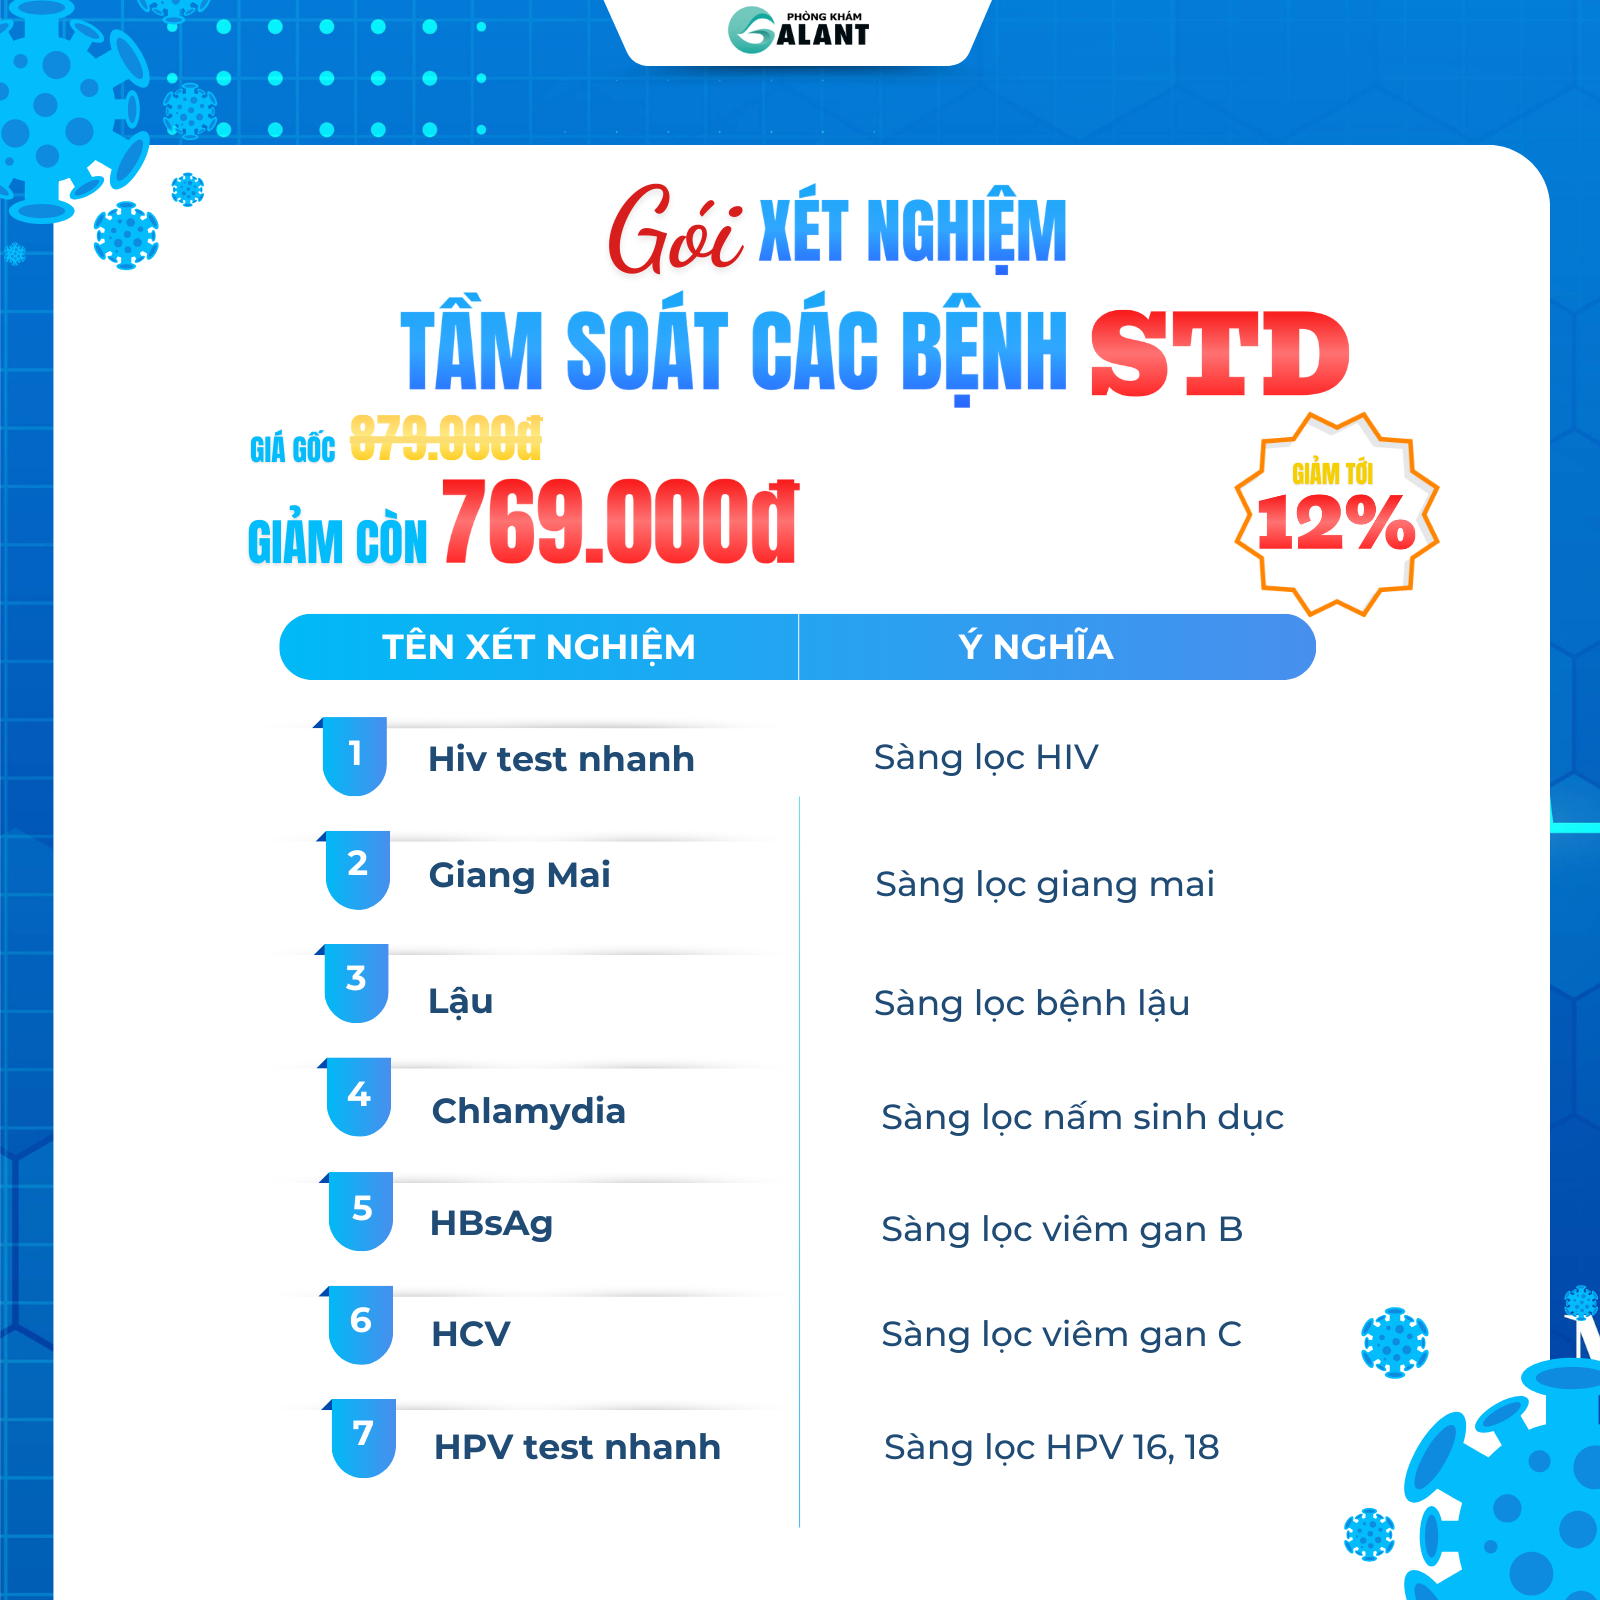 PHÒNG KHÁM
GALANT
Gói XÉT NGHIỆM
TẦM SOÁT CÁC BỆNH STD
GIÁ GỐC 879.000đ
GIẢM CÒN 769.000đ
GIẢM TỚI
12%
TÊN XÉT NGHIỆM Ý NGHĨA
1 Hiv test nhanh Sàng lọc HIV
2 Giang Mai Sàng lọc giang mai
3 Lậu Sàng lọc bệnh lậu
4 Chlamydia Sàng lọc nấm sinh dục
5 HBsAg Sàng lọc viêm gan B
6 HCV Sàng lọc viêm gan C
7 HPV test nhanh Sàng lọc HPV 16, 18